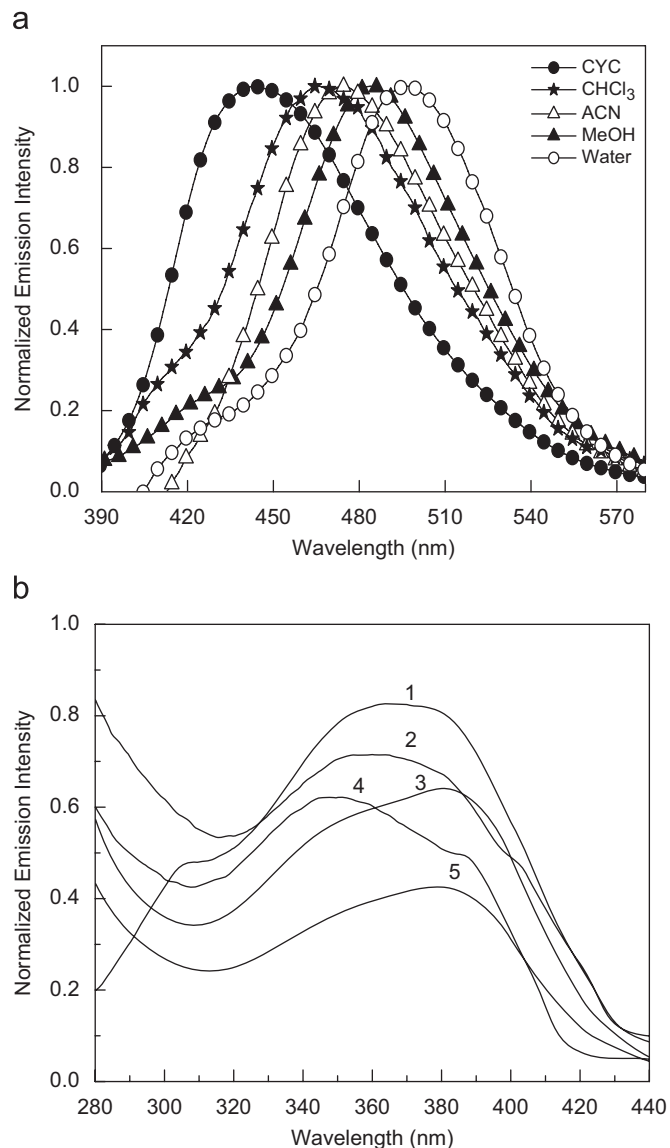 a
1.0
0.8
0.6
0.4
0.2
0.0
Normalized Emission Intensity
CYC
CHCl₃
ACN
MeOH
Water
390 420 450 480 510 540 570
Wavelength (nm)
b
1.0
0.8
0.6
0.4
0.2
0.0
Normalized Emission Intensity
1
2
3
4
5
280 300 320 340 360 380 400 420 440
Wavelength (nm)